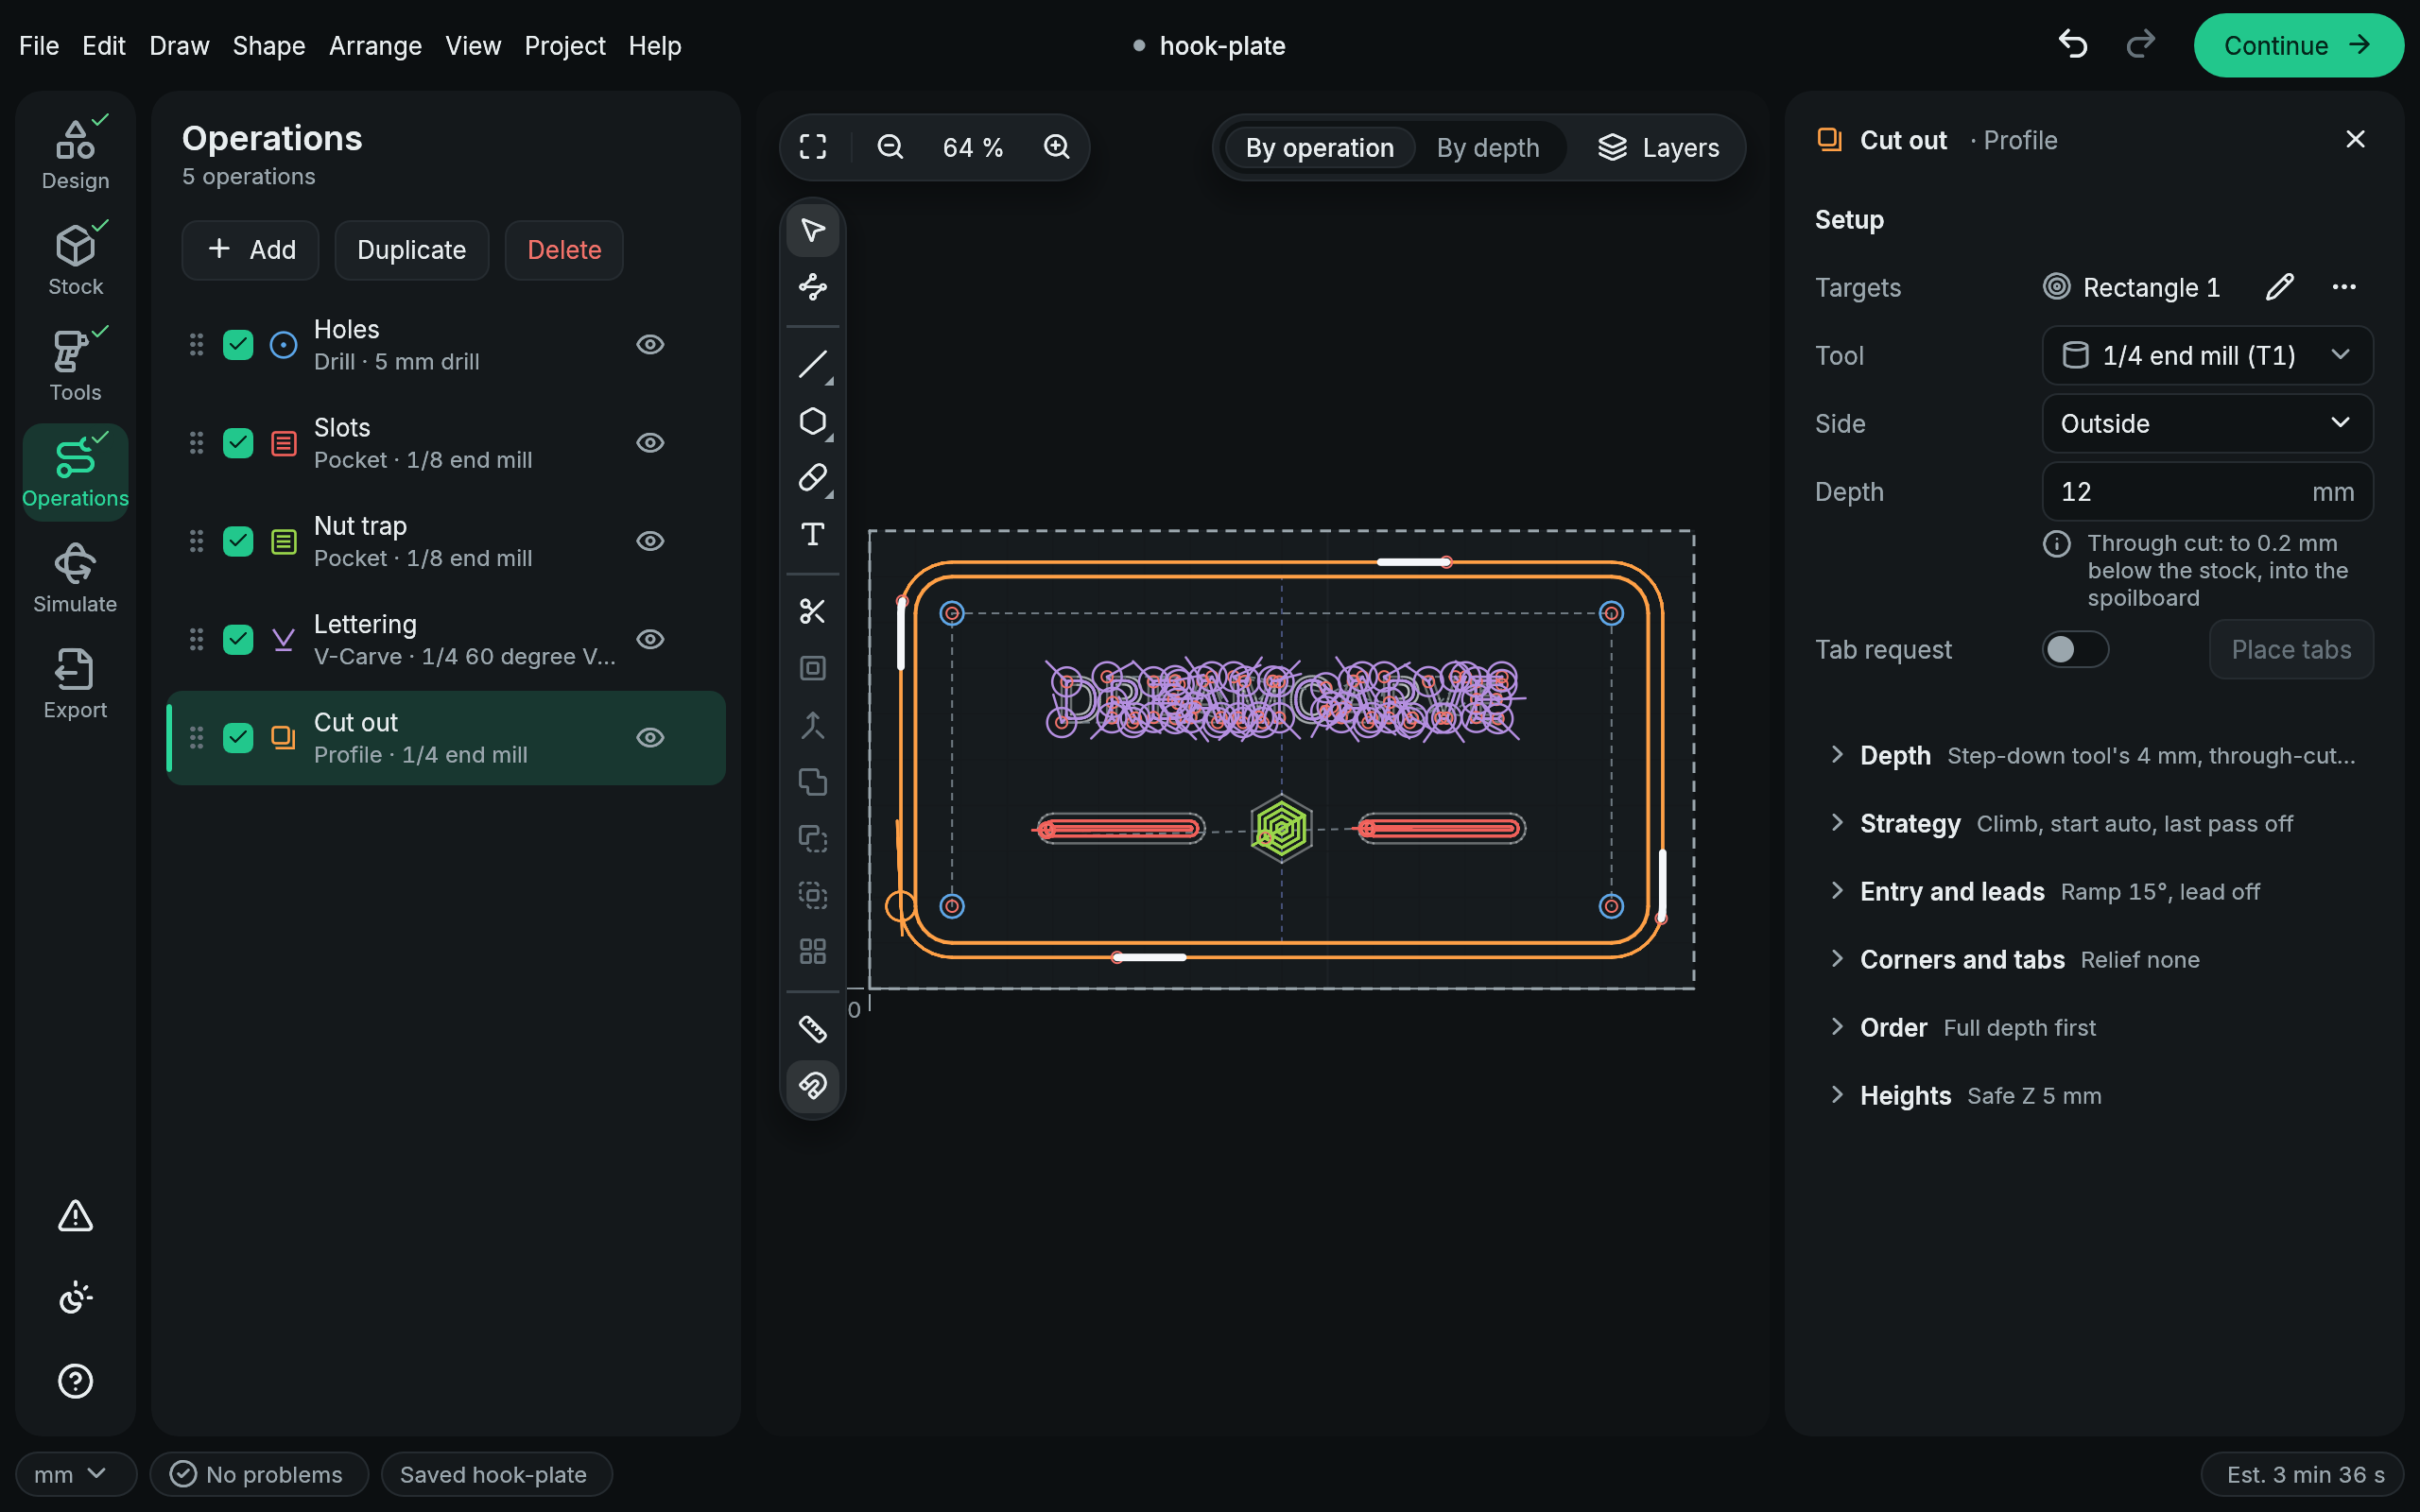 File Edit Draw Shape Arrange View Project Help
hook-plate
Continue
Design
Stock
Tools
Operations
Simulate
Export
Operations
5 operations
Add Duplicate Delete
Holes
Drill · 5 mm drill
Slots
Pocket · 1/8 end mill
Nut trap
Pocket · 1/8 end mill
Lettering
V-Carve · 1/4 60 degree V...
Cut out
Profile · 1/4 end mill
64 %
By operation By depth Layers
0
Cut out · Profile
Setup
Targets Rectangle 1
Tool 1/4 end mill (T1)
Side Outside
Depth 12 mm
Through cut: to 0.2 mm
below the stock, into the
spoilboard
Tab request Place tabs
Depth Step-down tool's 4 mm, through-cut...
Strategy Climb, start auto, last pass off
Entry and leads Ramp 15°, lead off
Corners and tabs Relief none
Order Full depth first
Heights Safe Z 5 mm
mm No problems Saved hook-plate Est. 3 min 36 s